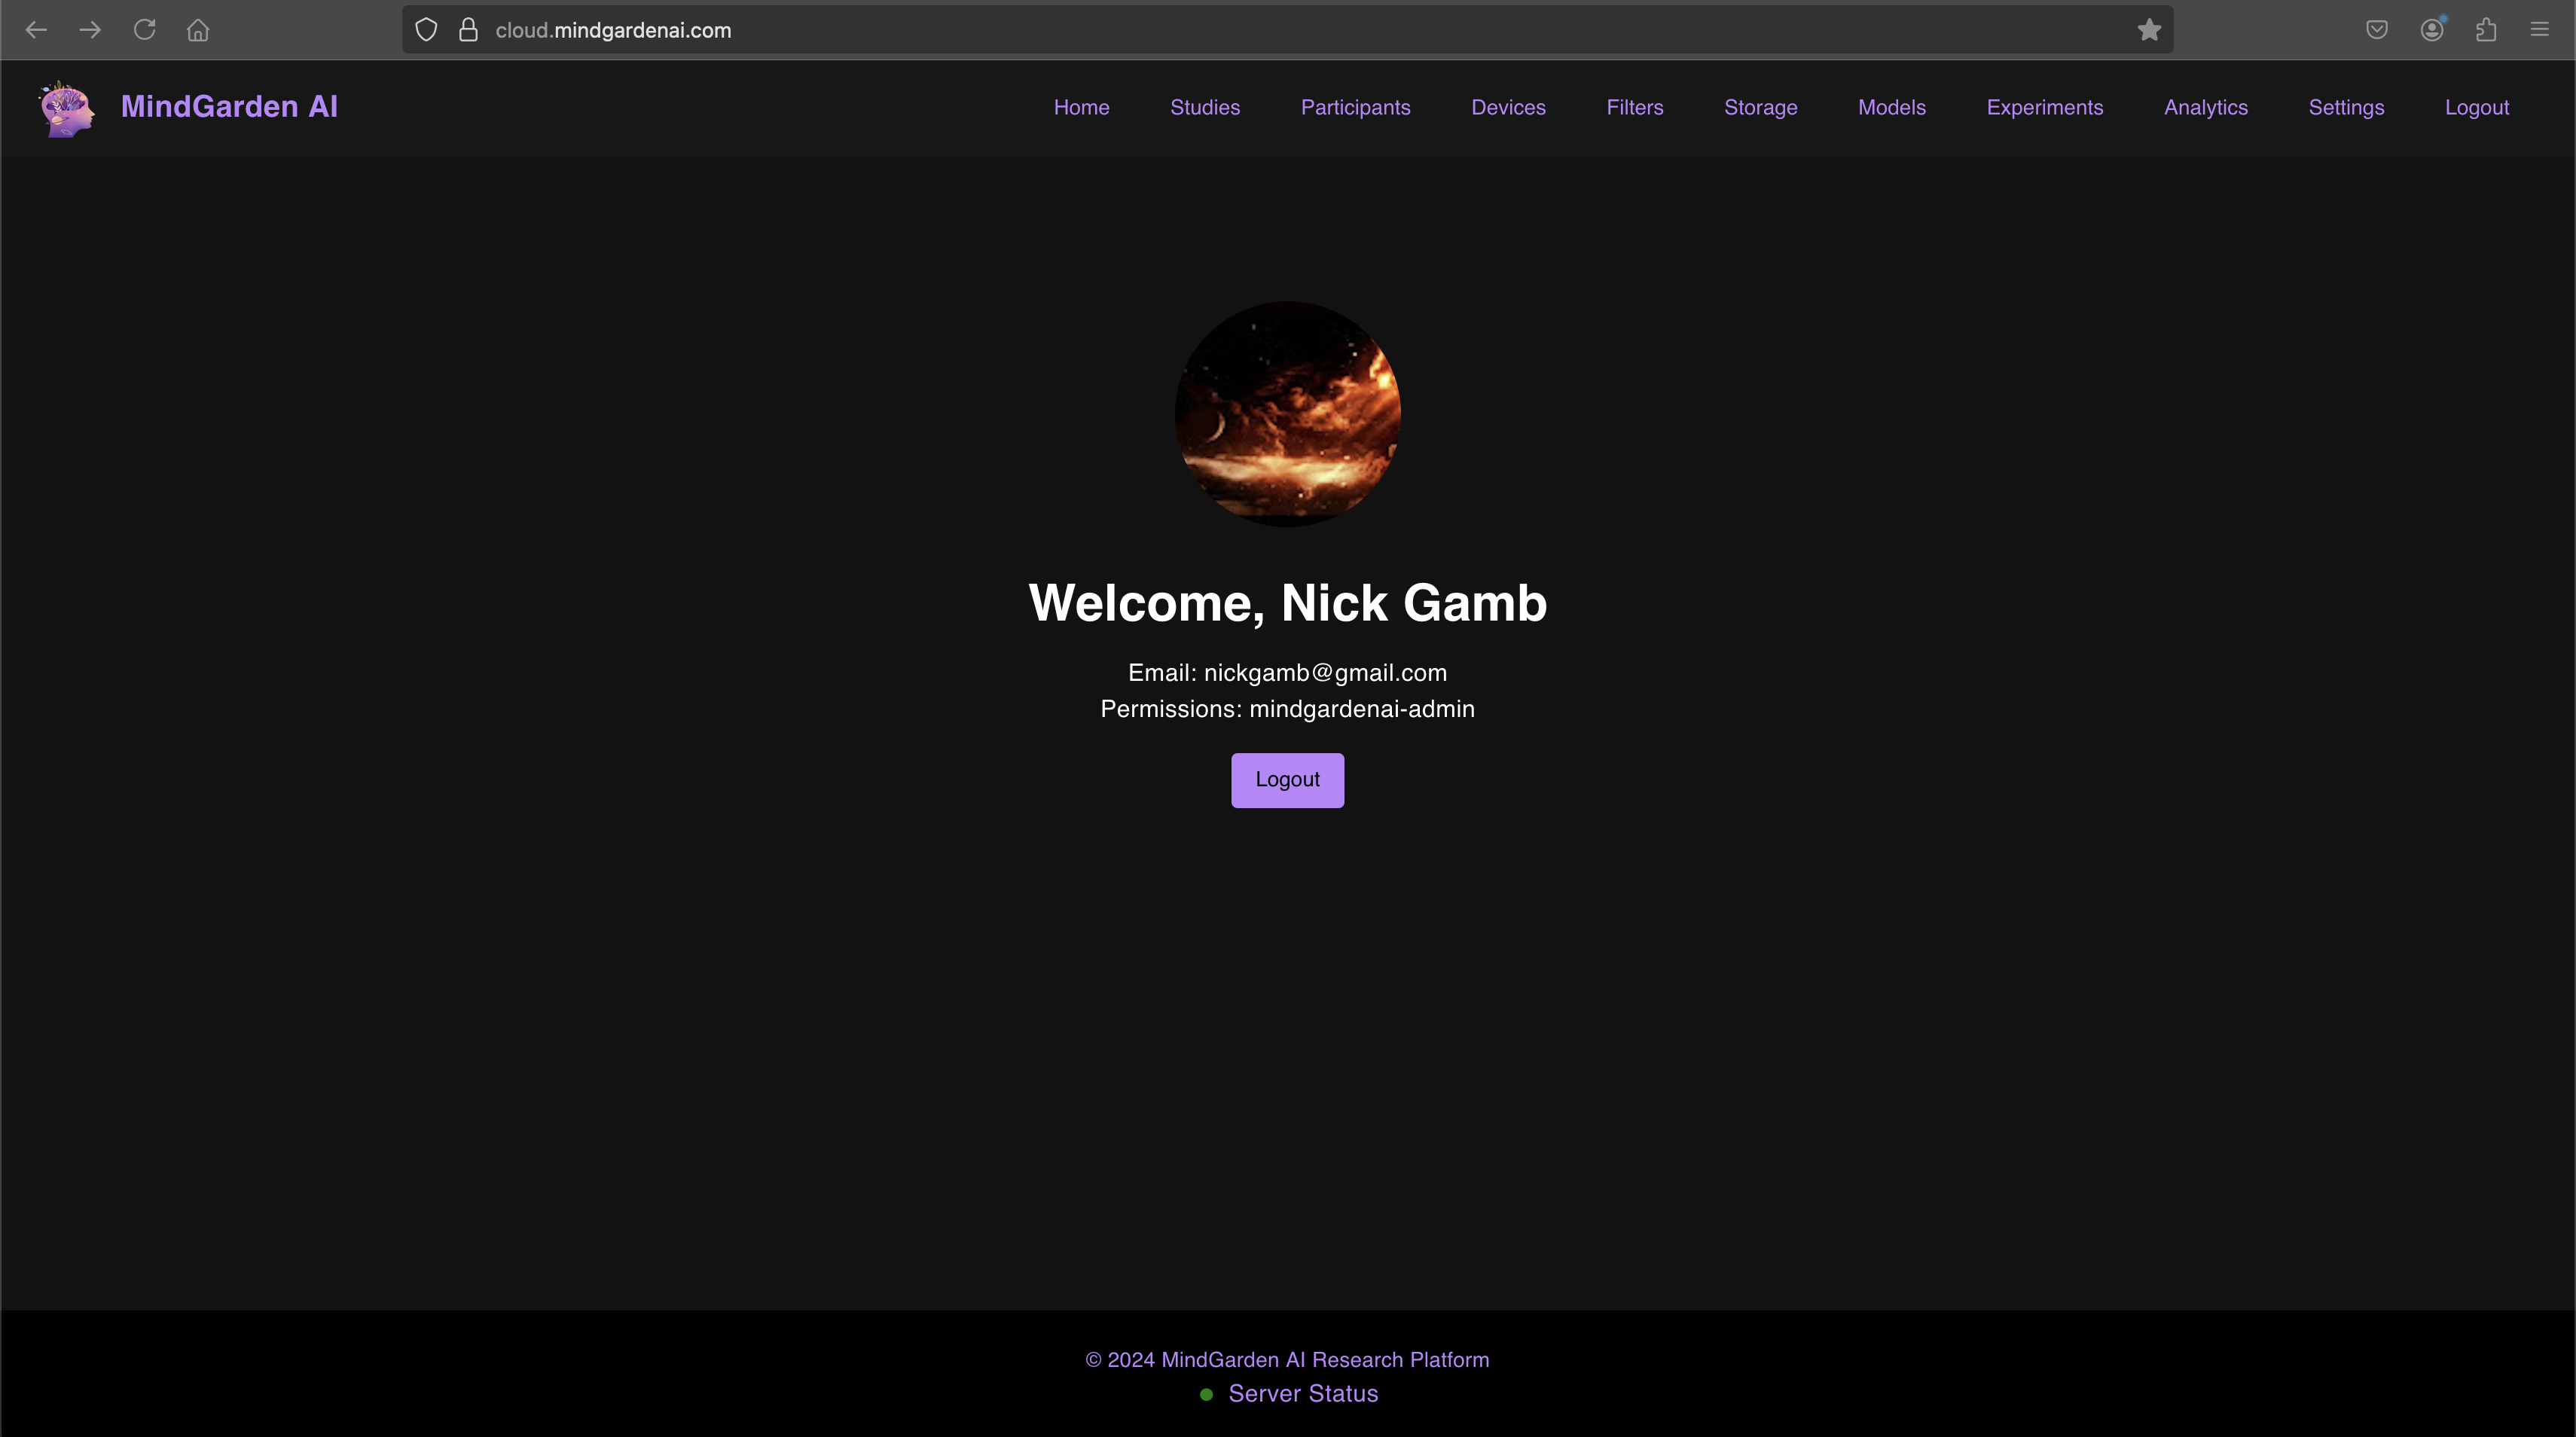 cloud.mindgardenai.com
MindGarden AI
Home Studies Participants Devices Filters Storage Models Experiments Analytics Settings Logout
Welcome, Nick Gamb
Email: nickgamb@gmail.com
Permissions: mindgardenai-admin
Logout
© 2024 MindGarden AI Research Platform
Server Status